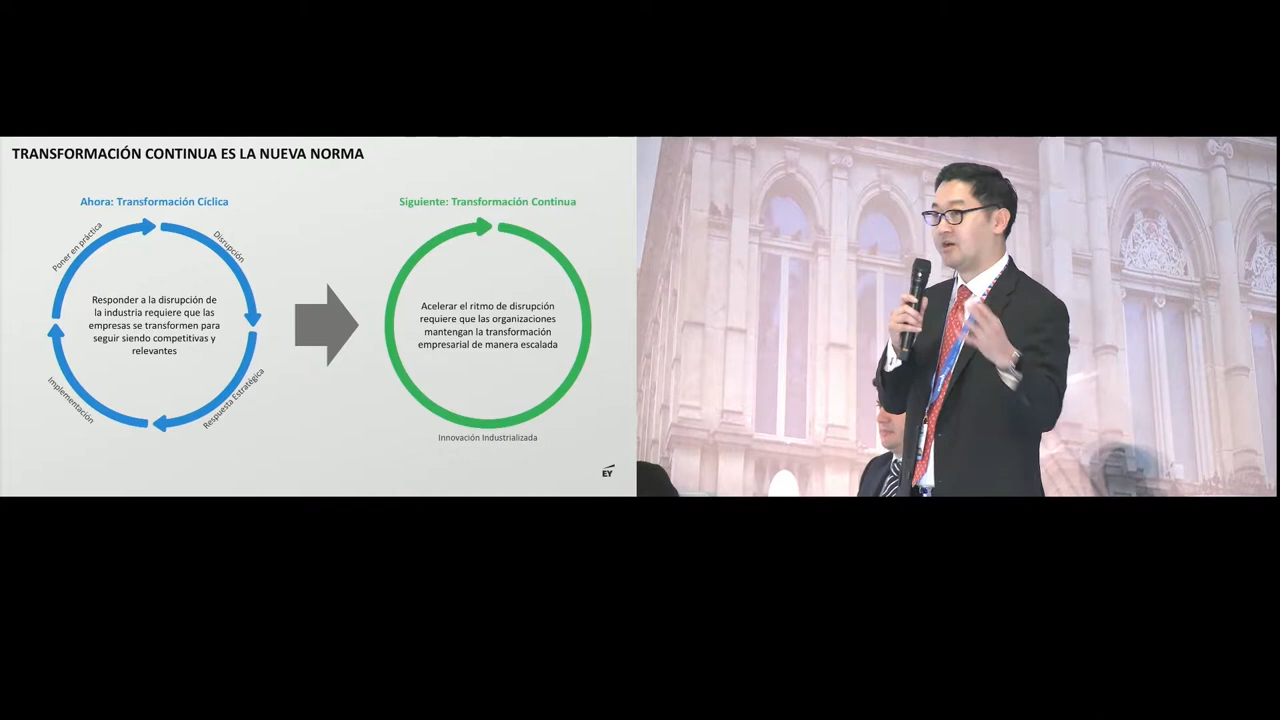 TRANSFORMACIÓN CONTINUA ES LA NUEVA NORMA
Ahora: Transformación Cíclica
Poner en práctica
Disrupción
Responder a la disrupción de
la industria requiere que las
empresas se transformen para
seguir siendo competitivas y
relevantes
Implementación
Respuesta Estratégica
Siguiente: Transformación Continua
Acelerar el ritmo de disrupción
requiere que las organizaciones
mantengan la transformación
empresarial de manera escalada
Innovación Industrializada
EY